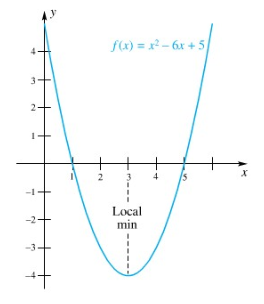 y
f(x) = x² – 6x + 5
4
3
2
1
1 2 3 4 5
x
–1
Local
min
–2
–3
–4